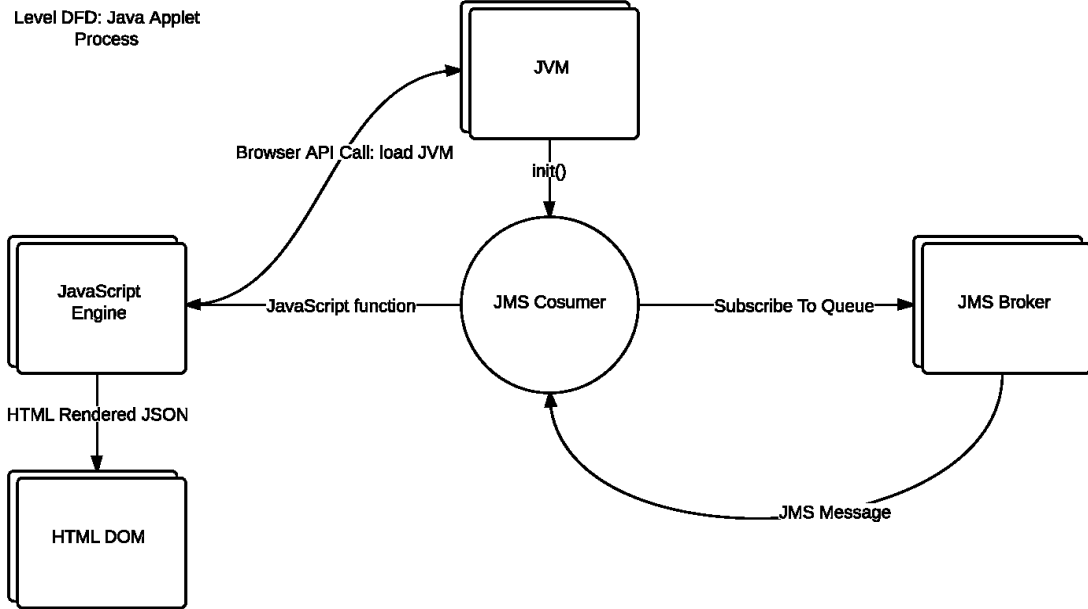 Level DFD: Java Applet
Process
JVM
Browser API Call: load JVM
init()
JavaScript
Engine
JavaScript function
JMS Cosumer
Subscribe To Queue
JMS Broker
HTML Rendered JSON
JMS Message
HTML DOM